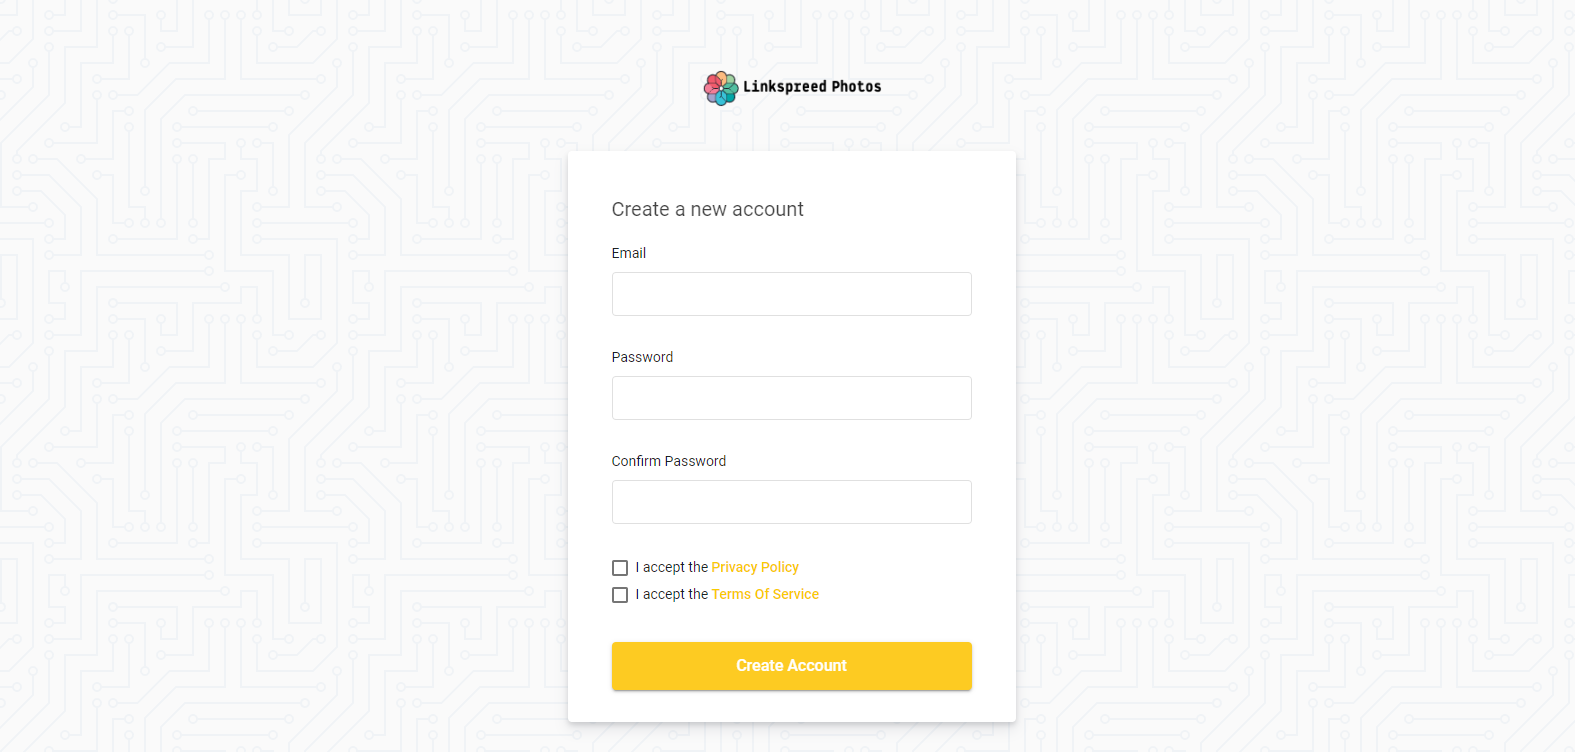 Linkspreed Photos
Create a new account
Email
Password
Confirm Password
I accept the Privacy Policy
I accept the Terms Of Service
Create Account